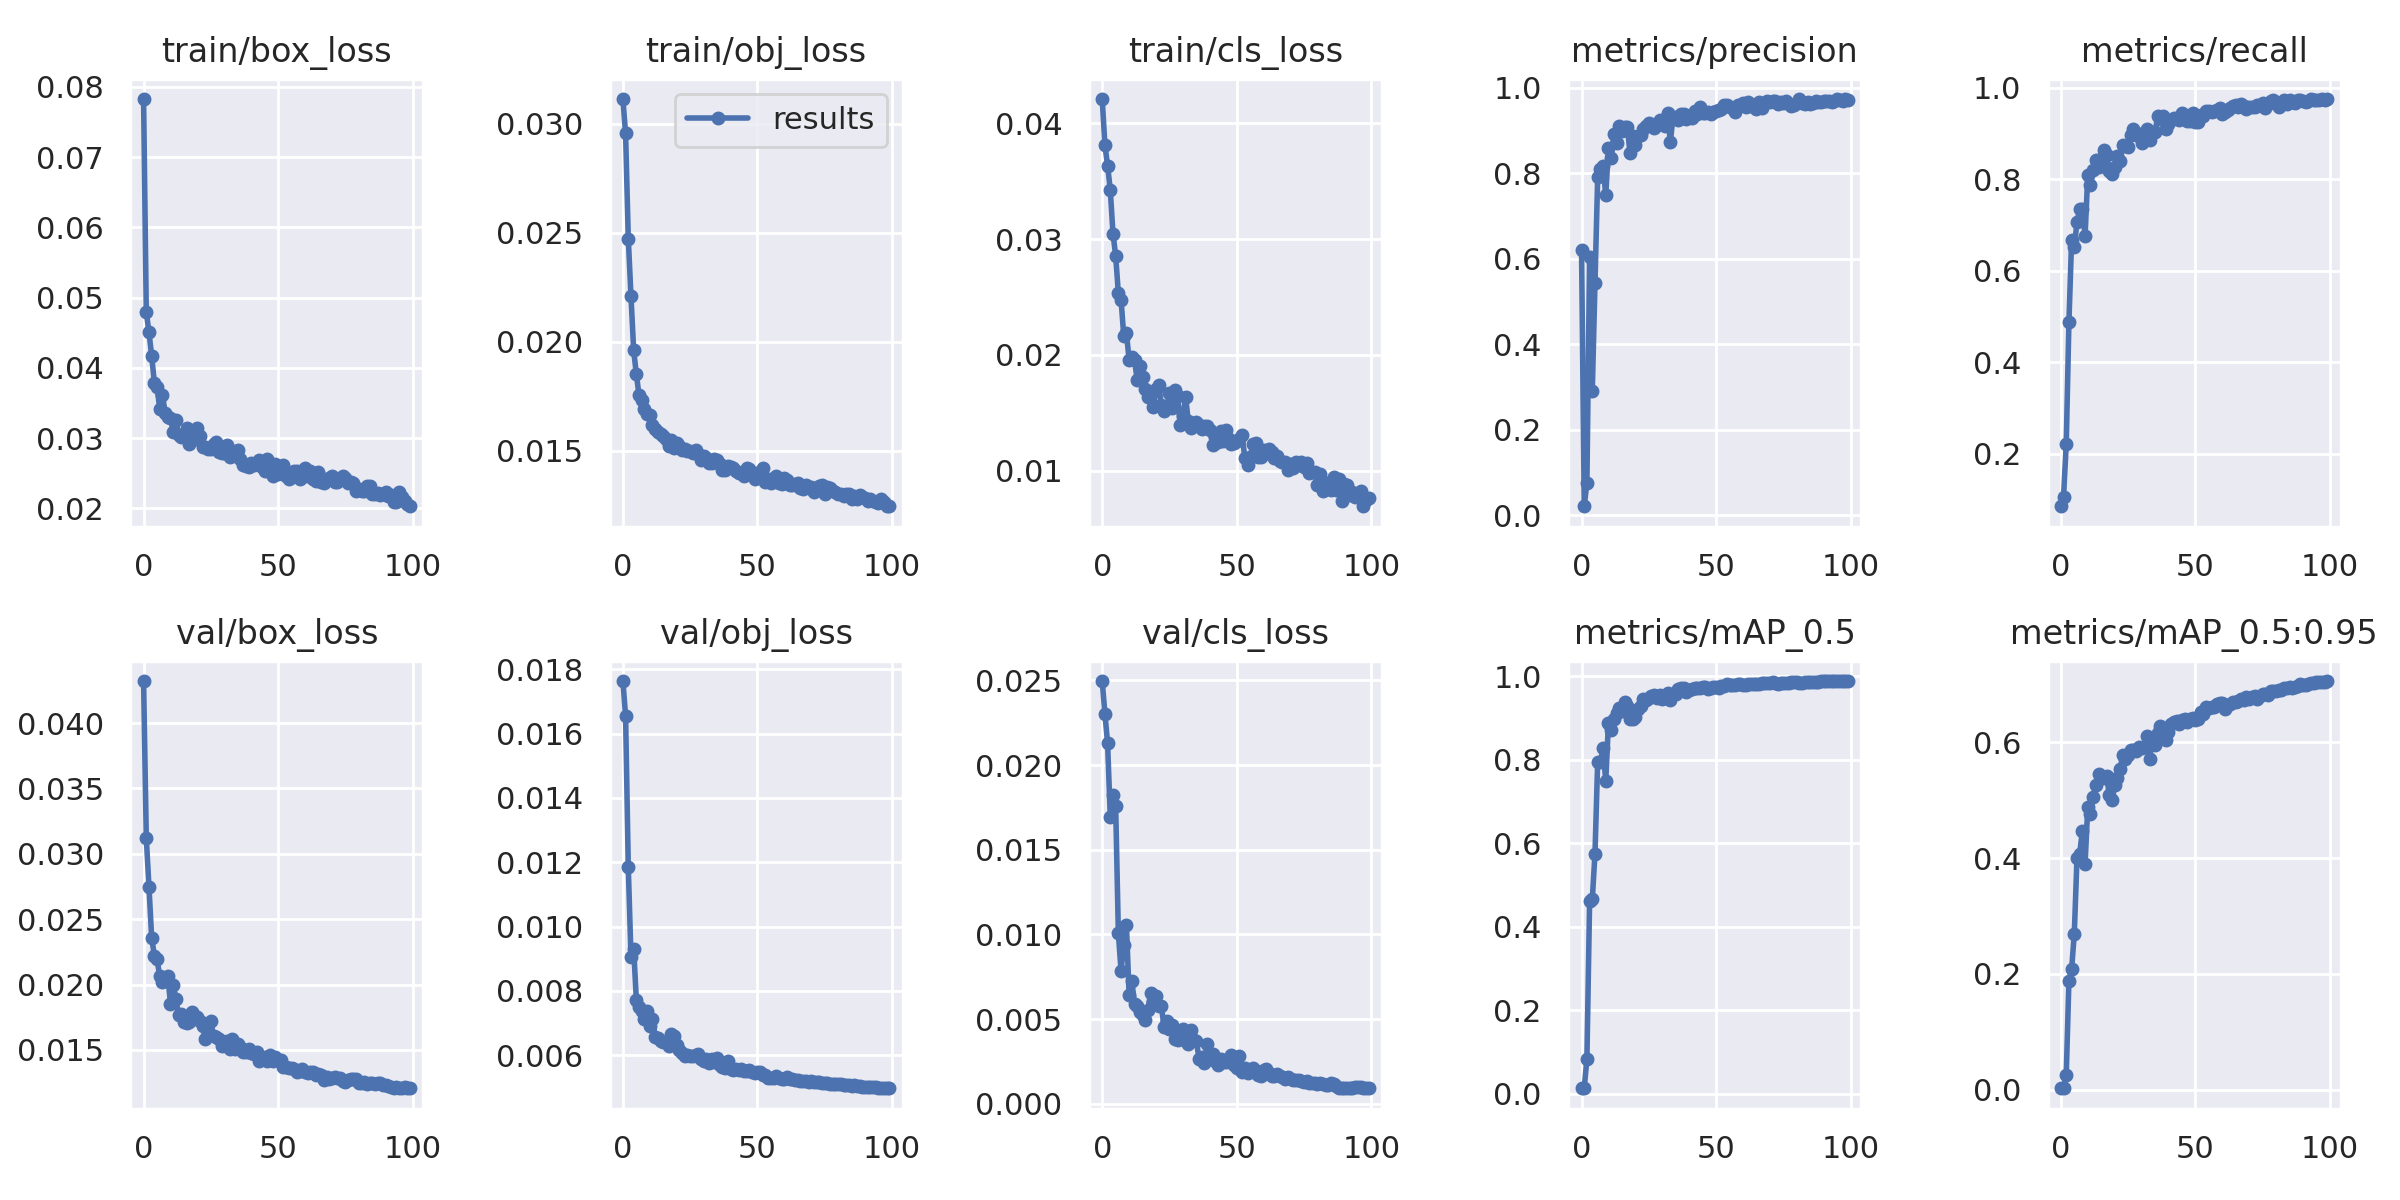 train/box_loss
0.08
0.07
0.06
0.05
0.04
0.03
0.02
0 50 100
train/obj_loss
results
0.030
0.025
0.020
0.015
0 50 100
train/cls_loss
0.04
0.03
0.02
0.01
0 50 100
metrics/precision
1.0
0.8
0.6
0.4
0.2
0.0
0 50 100
metrics/recall
1.0
0.8
0.6
0.4
0.2
0 50 100
val/box_loss
0.040
0.035
0.030
0.025
0.020
0.015
0 50 100
val/obj_loss
0.018
0.016
0.014
0.012
0.010
0.008
0.006
0 50 100
val/cls_loss
0.025
0.020
0.015
0.010
0.005
0.000
0 50 100
metrics/mAP_0.5
1.0
0.8
0.6
0.4
0.2
0.0
0 50 100
metrics/mAP_0.5:0.95
0.6
0.4
0.2
0.0
0 50 100